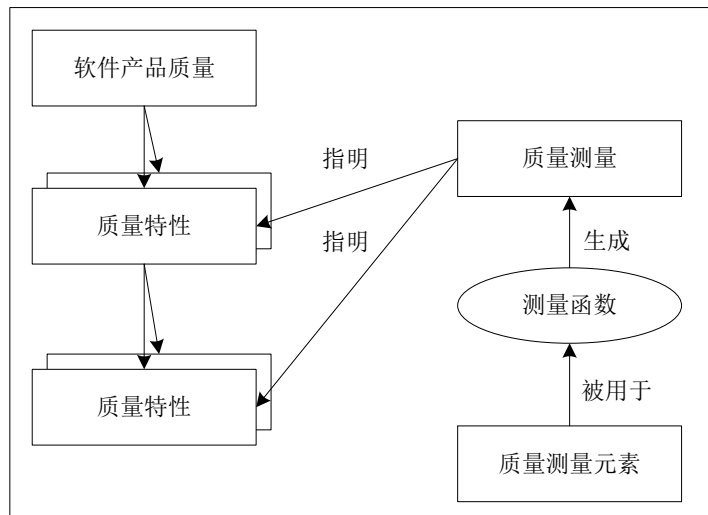 软件产品质量
质量特性
质量特性
指明
指明
质量测量
生成
测量函数
被用于
质量测量元素